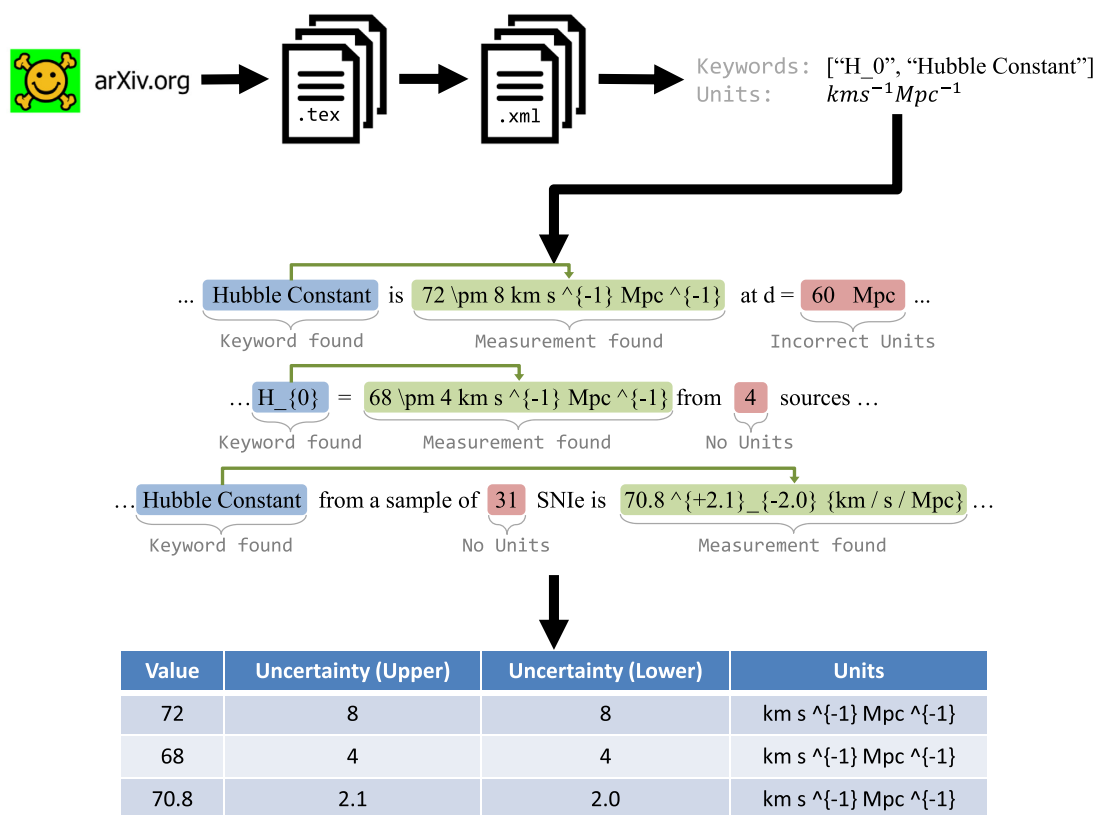 arXiv.org
.tex
.xml
Keywords: ["H_0", “Hubble Constant”]
Units: kms⁻¹Mpc⁻¹
... Hubble Constant is 72 \pm 8 km s ^{-1} Mpc ^{-1} at d = 60 Mpc ...
Keyword found Measurement found Incorrect Units
... H_{0} = 68 \pm 4 km s ^{-1} Mpc ^{-1} from 4 sources ...
Keyword found Measurement found No Units
... Hubble Constant from a sample of 31 SNIe is 70.8 ^{+2.1}_{-2.0} {km / s / Mpc} ...
Keyword found No Units Measurement found
Value Uncertainty (Upper) Uncertainty (Lower) Units
72 8 8 km s ^{-1} Mpc ^{-1}
68 4 4 km s ^{-1} Mpc ^{-1}
70.8 2.1 2.0 km s ^{-1} Mpc ^{-1}